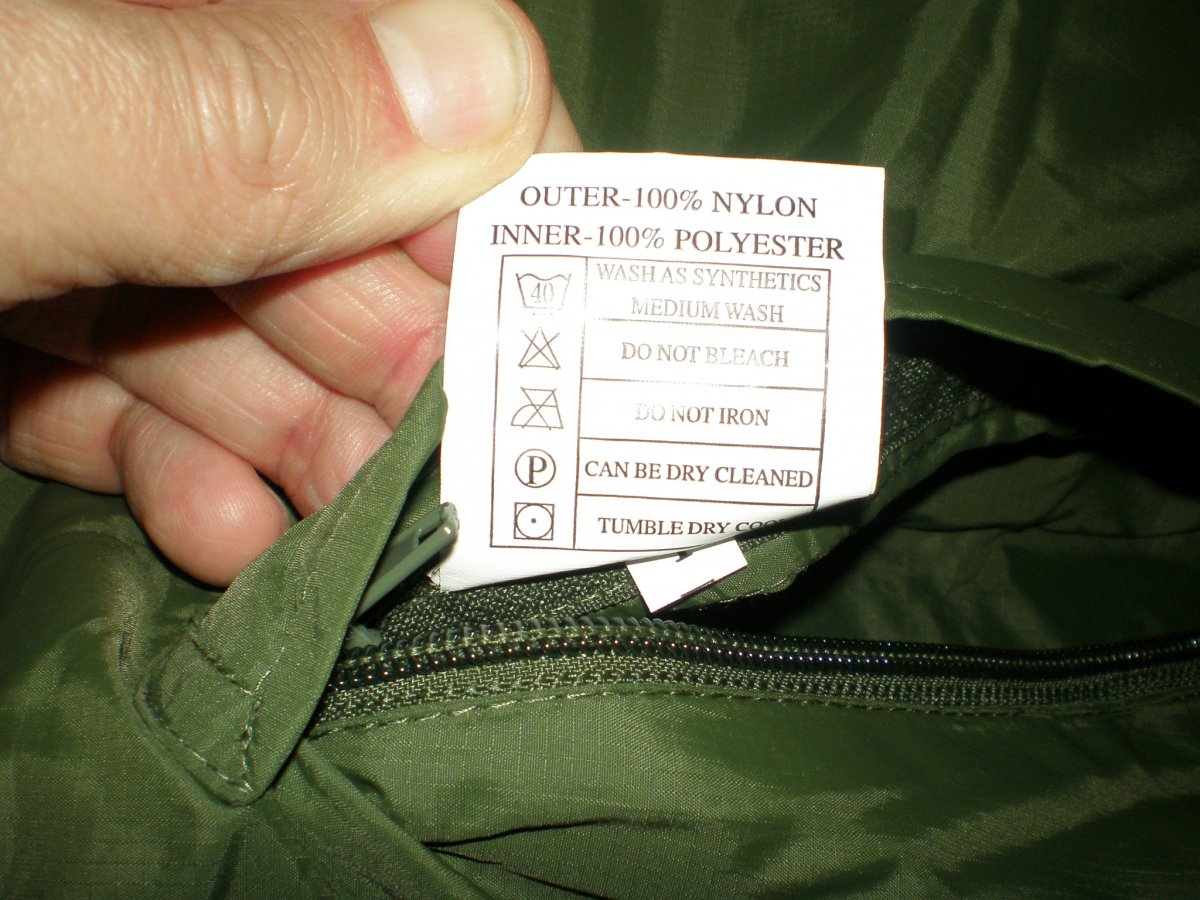 OUTER-100% NYLON
INNER-100% POLYESTER
40
WASH AS SYNTHETICS
MEDIUM WASH
DO NOT BLEACH
DO NOT IRON
P
CAN BE DRY CLEANED
TUMBLE DRY